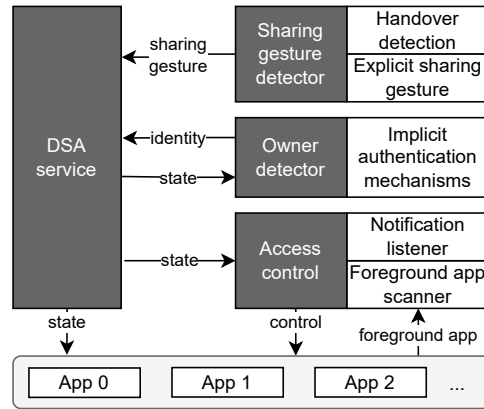 sharing
gesture
Sharing
gesture
detector
Handover
detection
Explicit sharing
gesture
DSA
service
identity
state
Owner
detector
Implicit
authentication
mechanisms
state
Access
control
Notification
listener
Foreground app
scanner
state
control
foreground app
App 0
App 1
App 2
...